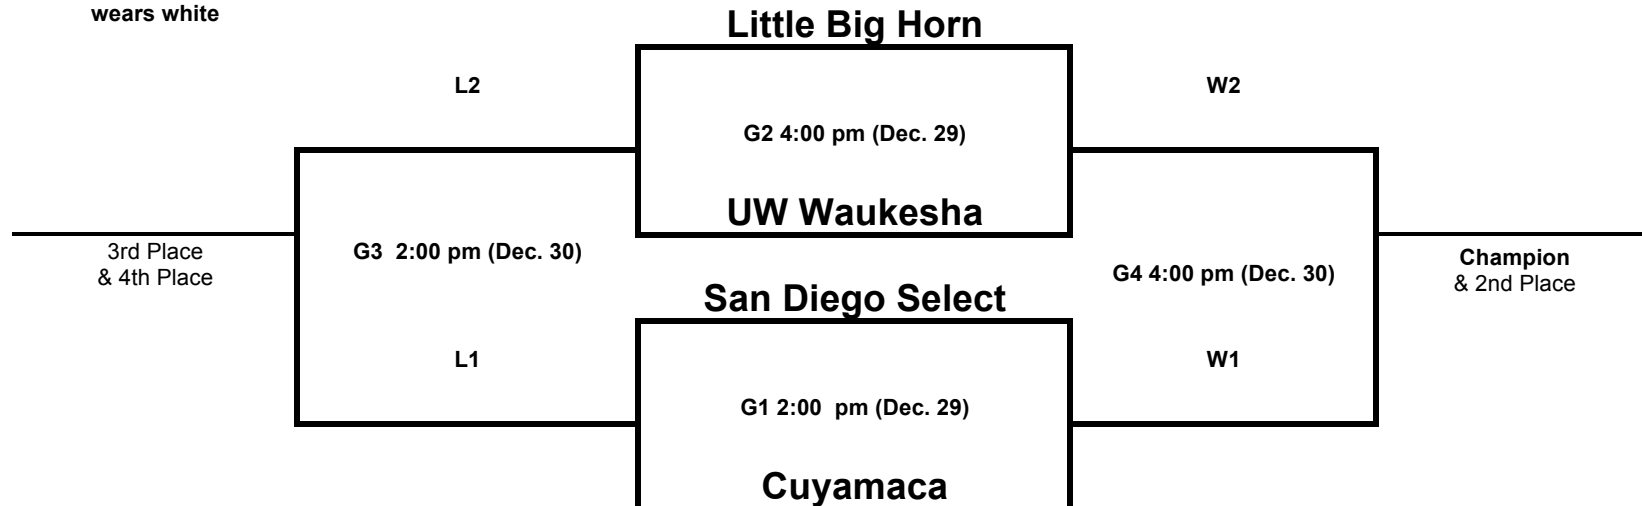 wears white
Little Big Horn
L2
W2
G2 4:00 pm (Dec. 29)
UW Waukesha
3rd Place
& 4th Place
G3  2:00 pm (Dec. 30)
G4 4:00 pm (Dec. 30)
Champion
& 2nd Place
San Diego Select
L1
W1
G1 2:00  pm (Dec. 29)
Cuyamaca